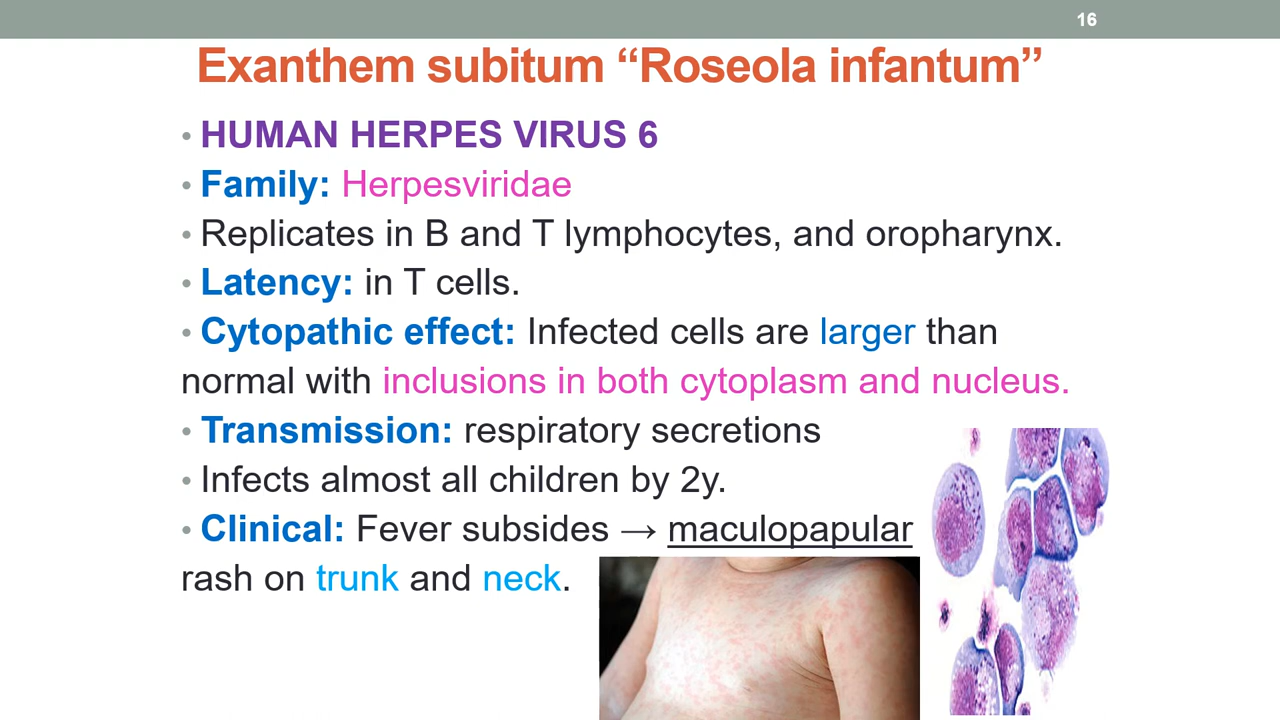 16
Exanthem subitum “Roseola infantum”
• HUMAN HERPES VIRUS 6
• Family: Herpesviridae
• Replicates in B and T lymphocytes, and oropharynx.
• Latency: in T cells.
• Cytopathic effect: Infected cells are larger than
normal with inclusions in both cytoplasm and nucleus.
• Transmission: respiratory secretions
• Infects almost all children by 2y.
• Clinical: Fever subsides → maculopapular
rash on trunk and neck.